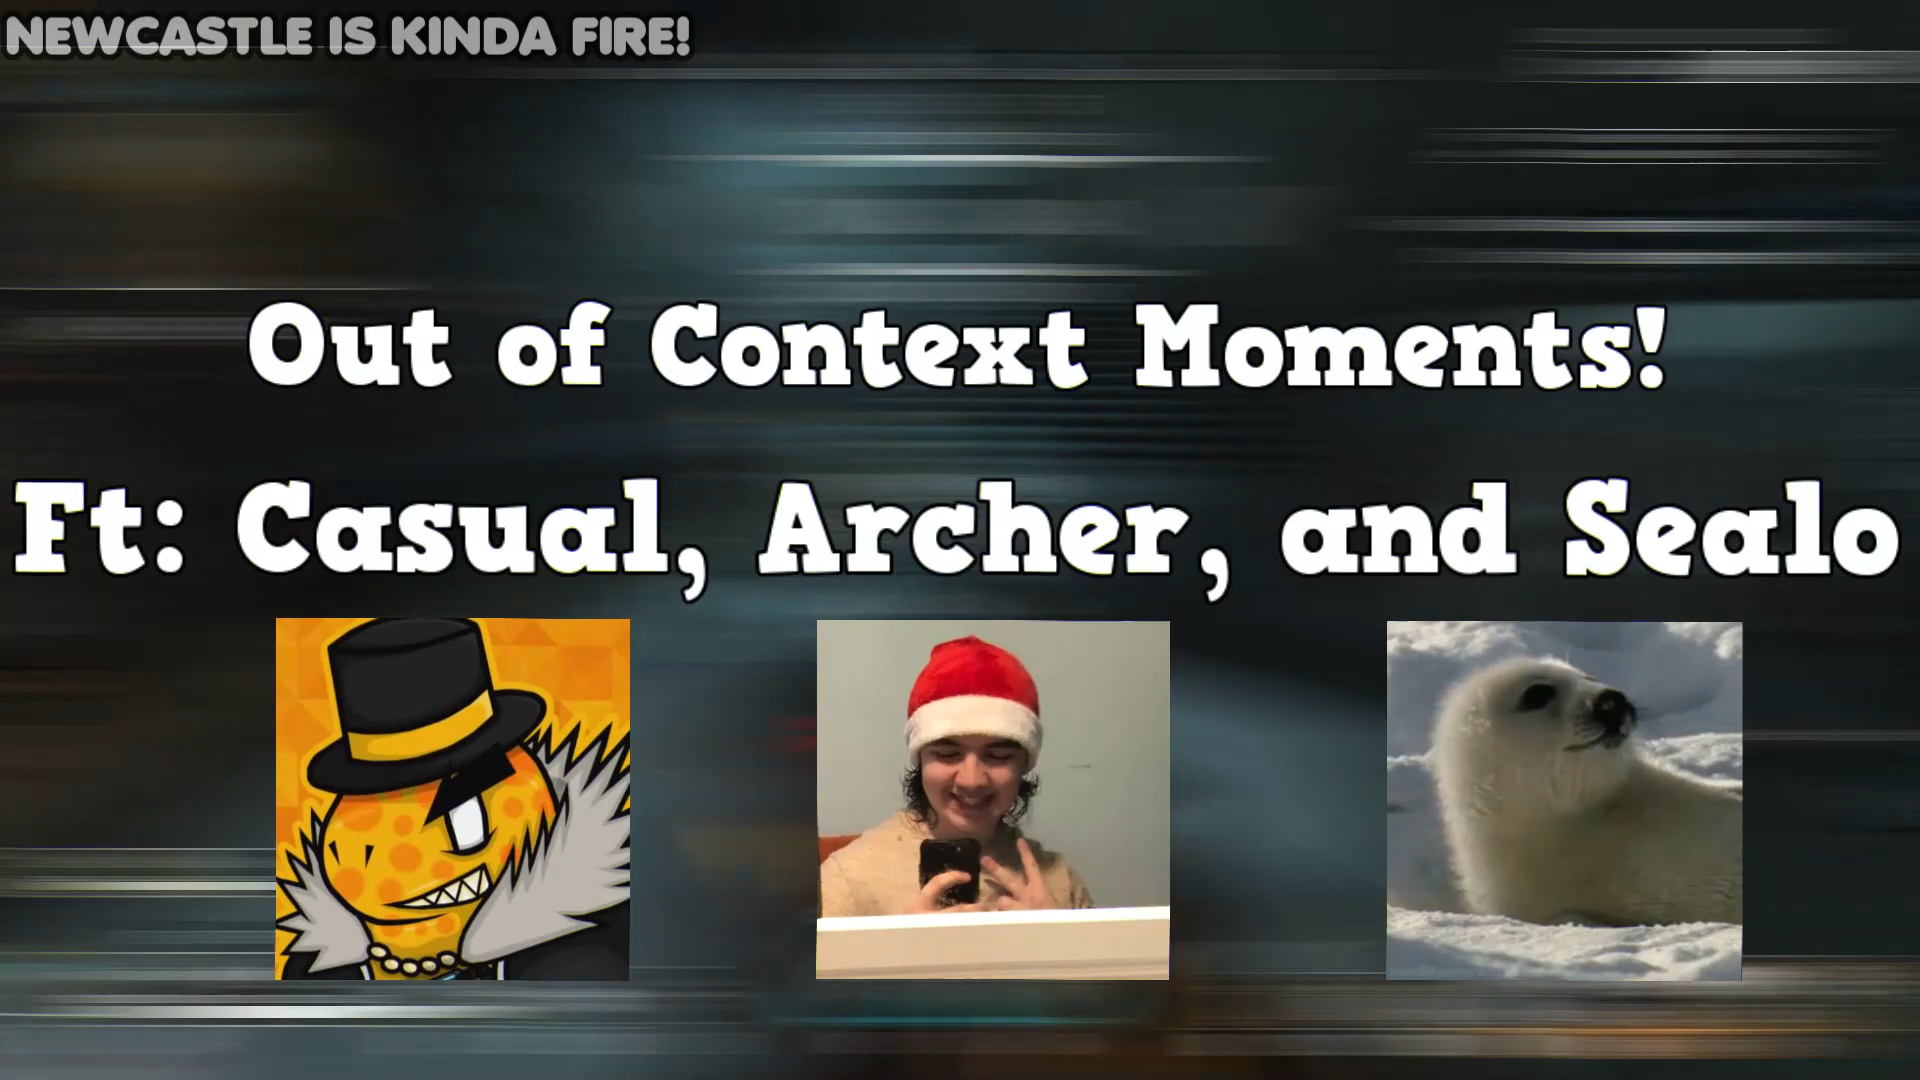 NEWCASTLE IS KINDA FIRE!
Out of Context Moments!
Ft: Casual, Archer, and Sealo